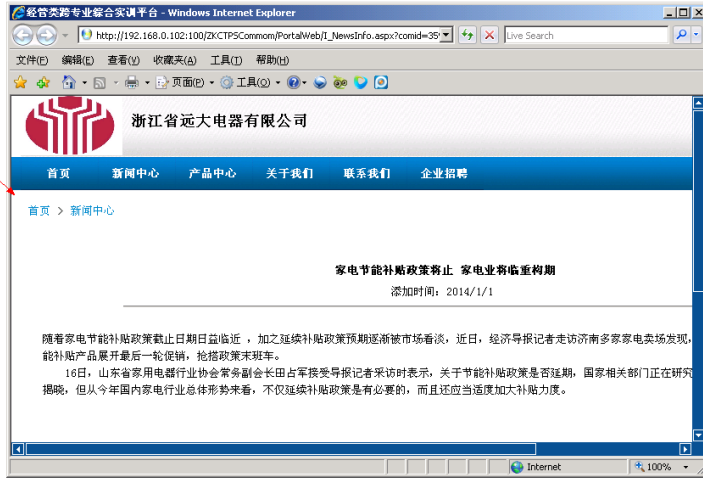 经管类跨专业综合实训平台 - Windows Internet Explorer
http://192.168.0.102:100/ZKCTPSCommom/PortalWeb/I_NewsInfo.aspx?comid=35
Live Search
文件(F) 编辑(E) 查看(V) 收藏夹(A) 工具(T) 帮助(H)
页面(P) 工具(O)
浙江省远大电器有限公司
首页 新闻中心 产品中心 关于我们 联系我们 企业招聘
首页 > 新闻中心
家电节能补贴政策将止 家电业将临重构期
添加时间：2014/1/1
随着家电节能补贴政策截止日期日益临近 ，加之延续补贴政策预期逐渐被市场看淡，近日，经济导报记者走访济南多家家电卖场发现，
能补贴产品展开最后一轮促销，抢搭政策末班车。
16日，山东省家用电器行业协会常务副会长田占军接受导报记者采访时表示，关于节能补贴政策是否延期，国家相关部门正在研究
揭晓，但从今年国内家电行业总体形势来看，不仅延续补贴政策是有必要的，而且还应当适度加大补贴力度。
Internet 100%